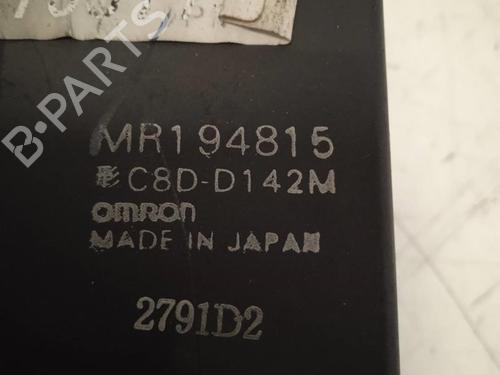 MR194815
C8D-D142M
omron
MADE IN JAPAN
2791D2
B-PARTS